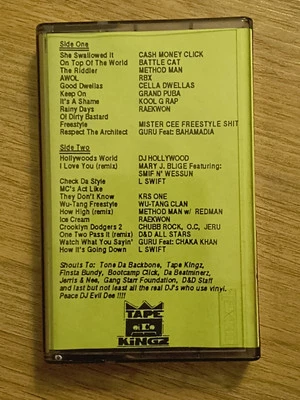 Side One
She Swallowed It CASH MONEY CLICK
On Top Of The World BATTLE CAT
The Riddler METHOD MAN
AWOL RBX
Good Dwellas CELLA DWELLAS
Keep On GRAND PUBA
It's A Shame KOOL G RAP
Rainy Days RAEKWON
Ol Dirty Bastard
Freestyle MISTER CEE FREESTYLE SHIT
Respect The Architect GURU Feat BAHAMADIA
Side Two
Hollywoods World DJ HOLLYWOOD
I Love You (remix) MARY J. BLIGE Featuring:
SMIF N' WESSUN
Check Da Style L SWIFT
MC's Act Like
They Don't Know KRS ONE
Wu-Tang Freestyle WU-TANG CLAN
How High (remix) METHOD MAN w/ REDMAN
Ice Cream RAEKWON
Crooklyn Dodgers 2 CHUBB ROCK, O.C, JERU
One Two Pass It (remix) D&D ALL STARS
Watch What You Sayin' GURU Feat: CHAKA KHAN
How It's Going Down L SWIFT
Shouts To: Tone Da Backbone, Tape Kingz,
Finsta Bundy, Bootcamp Click, Da Beatminerz,
Jerris & Nee, Gang Starr Foundation, D&D Staff
and last but not least all the real DJ's who use vinyl.
Peace DJ Evil Dee !!!!
TAPE
KINGZ